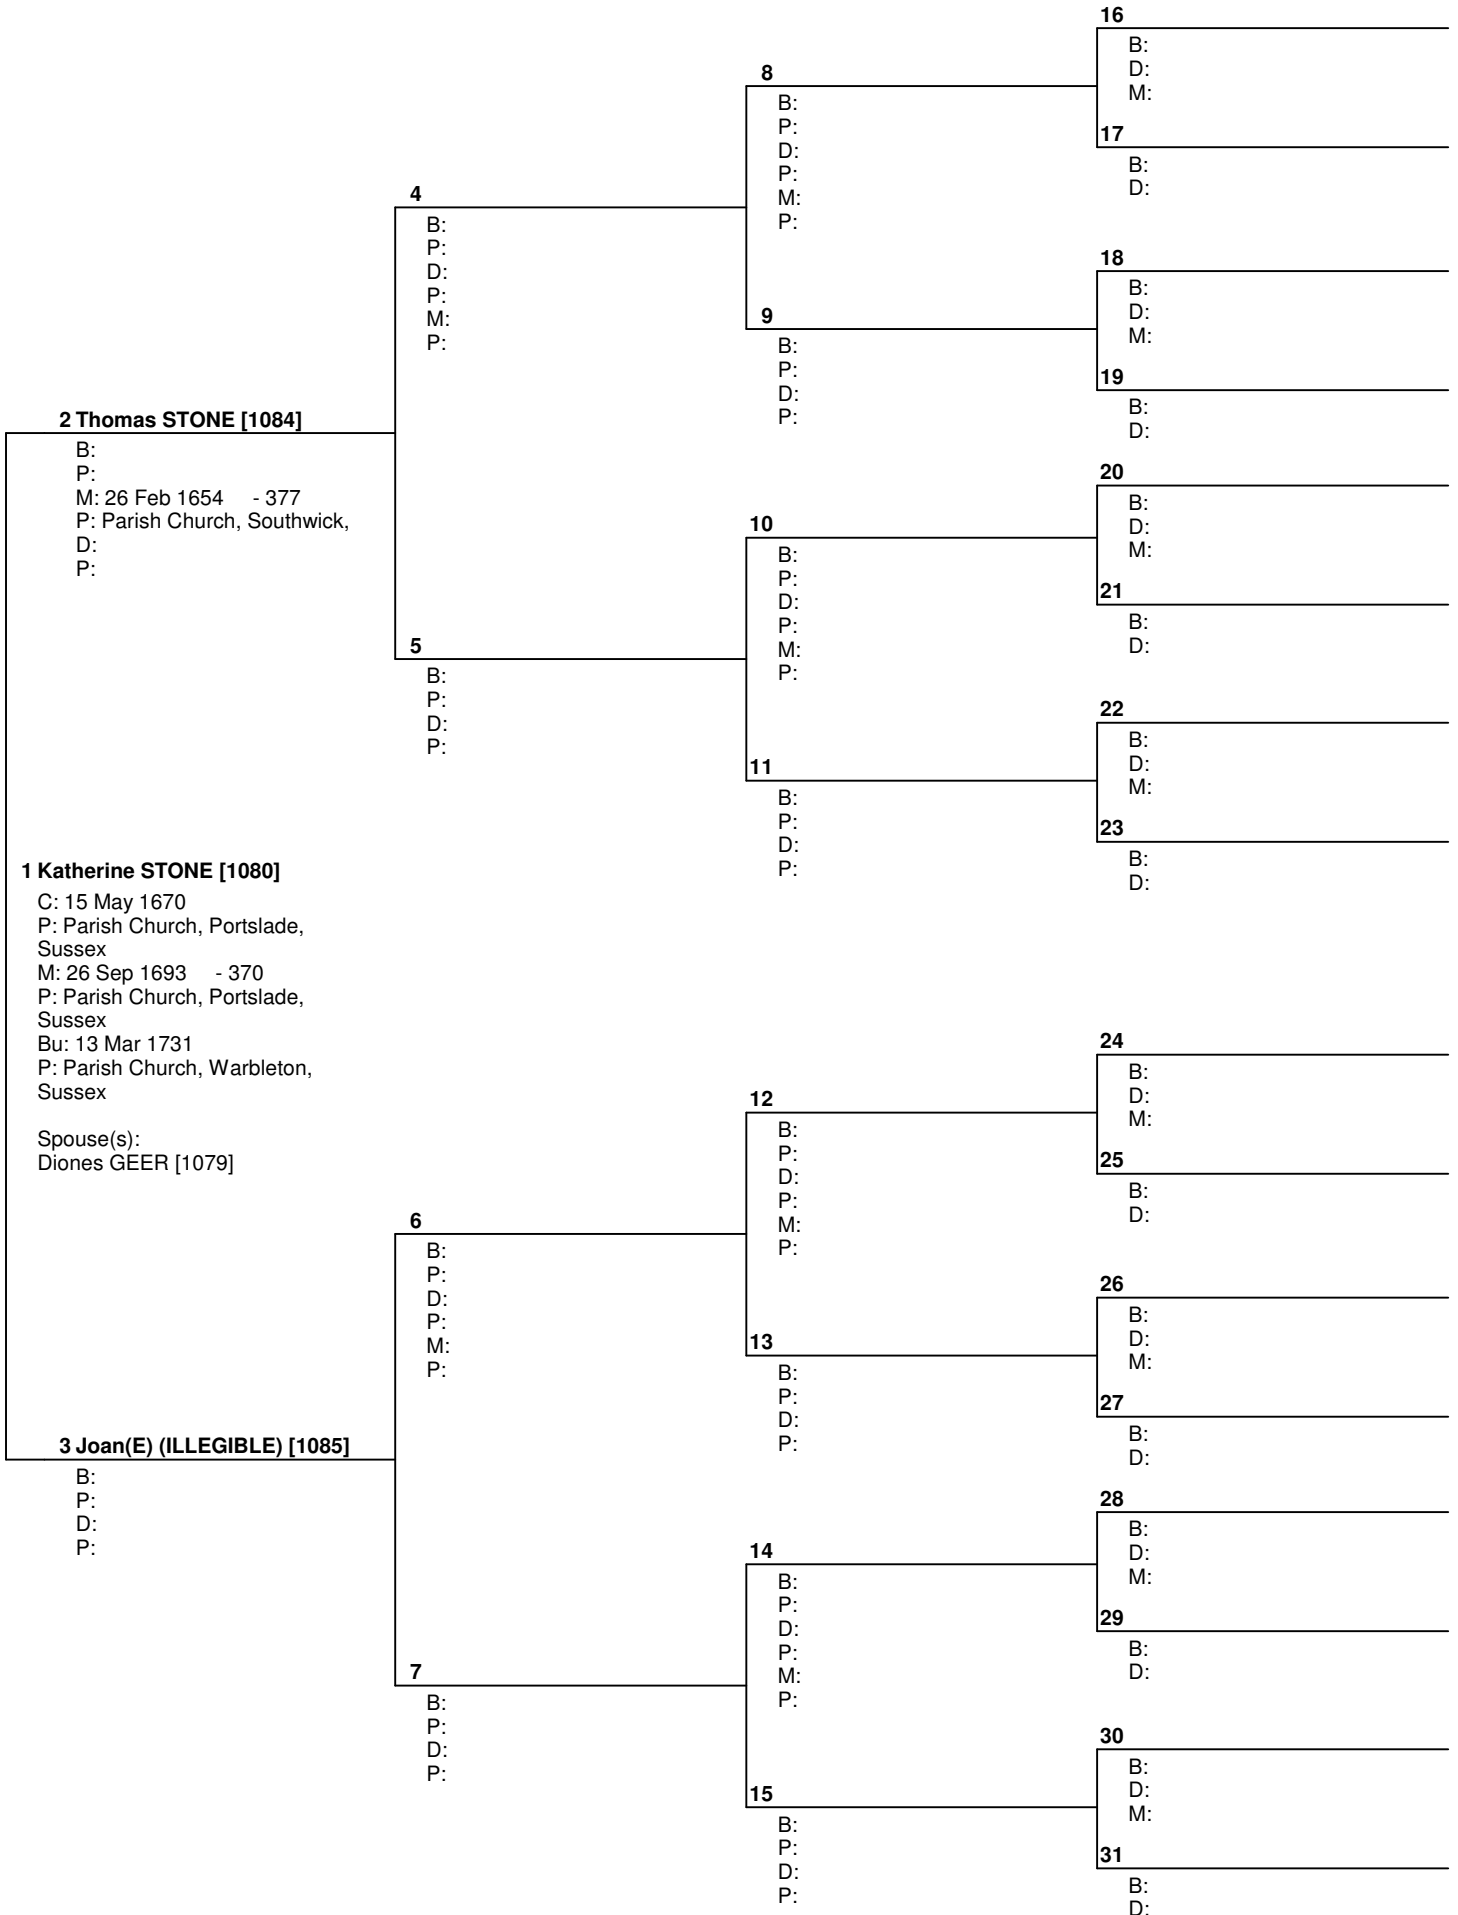 1 Katherine STONE [1080]
C: 15 May 1670
P: Parish Church, Portslade,
Sussex
M: 26 Sep 1693 - 370
P: Parish Church, Portslade,
Sussex
Bu: 13 Mar 1731
P: Parish Church, Warbleton,
Sussex
Spouse(s):
Diones GEER [1079]
2 Thomas STONE [1084]
B:
P:
M: 26 Feb 1654 - 377
P: Parish Church, Southwick,
D:
P:
3 Joan(E) (ILLEGIBLE) [1085]
B:
P:
D:
P:
4
B:
P:
D:
P:
M:
P:
5
B:
P:
D:
P:
6
B:
P:
D:
P:
M:
P:
7
B:
P:
D:
P:
8
B:
P:
D:
P:
M:
P:
9
B:
P:
D:
P:
10
B:
P:
D:
P:
M:
P:
11
B:
P:
D:
P:
12
B:
P:
D:
P:
M:
P:
13
B:
P:
D:
P:
14
B:
P:
D:
P:
M:
P:
15
B:
P:
D:
P:
16
B:
D:
M:
17
B:
D:
18
B:
D:
M:
19
B:
D:
20
B:
D:
M:
21
B:
D:
22
B:
D:
M:
23
B:
D:
24
B:
D:
M:
25
B:
D:
26
B:
D:
M:
27
B:
D:
28
B:
D:
M:
29
B:
D:
30
B:
D:
M:
31
B:
D: